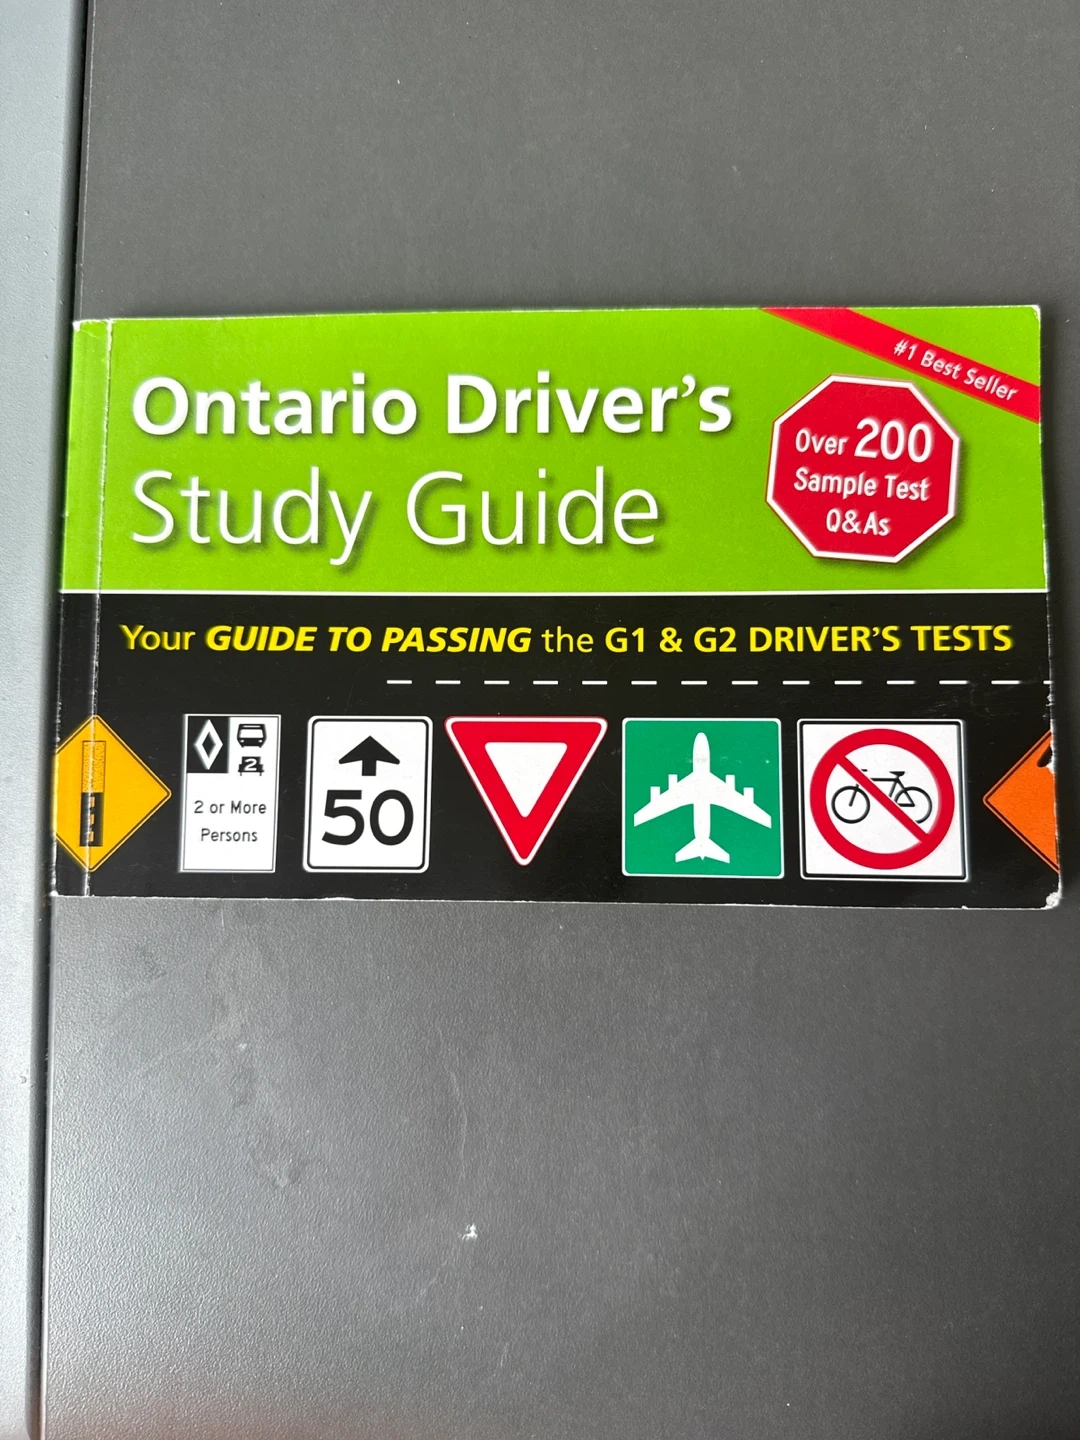 #1 Best Seller
Ontario Driver's
Study Guide
Over 200
Sample Test
Q&As
Your GUIDE TO PASSING the G1 & G2 DRIVER'S TESTS
2
2 or More
Persons
50